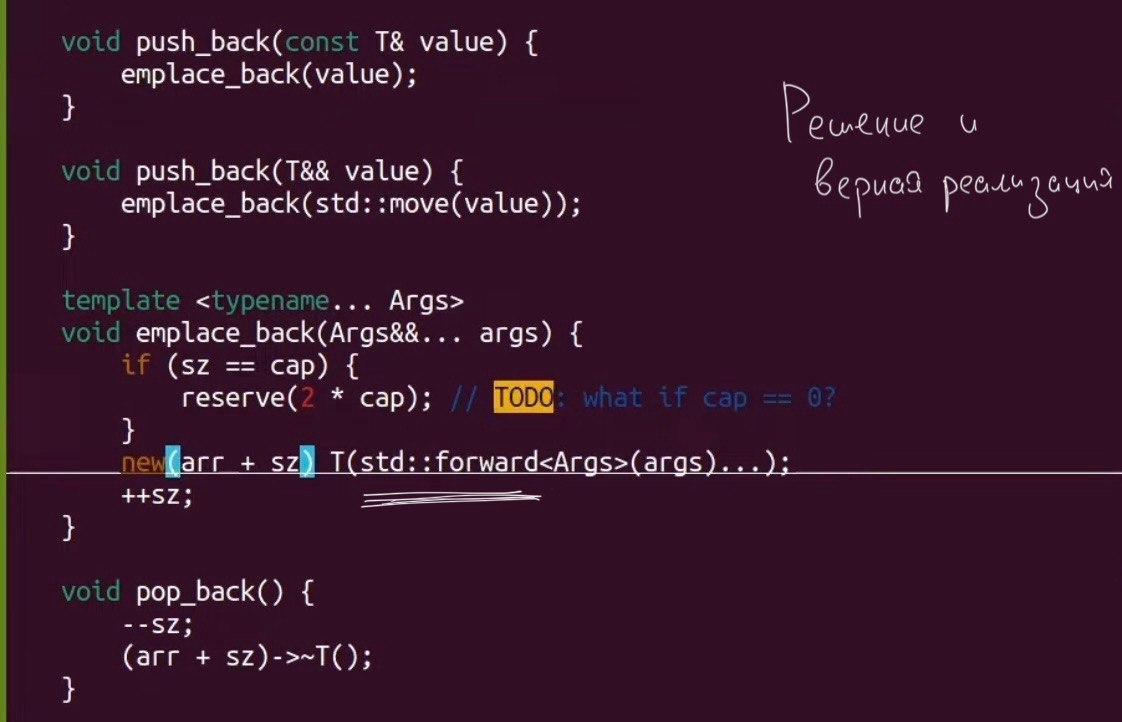 void push_back(const T& value) {
    emplace_back(value);
}
Решение и
верная реализация
void push_back(T&& value) {
    emplace_back(std::move(value));
}
template <typename... Args>
void emplace_back(Args&&... args) {
    if (sz == cap) {
        reserve(2 * cap); // TODO: what if cap == 0?
    }
    new(arr + sz) T(std::forward<Args>(args)...);
    ++sz;
}
void pop_back() {
    --sz;
    (arr + sz)->~T();
}